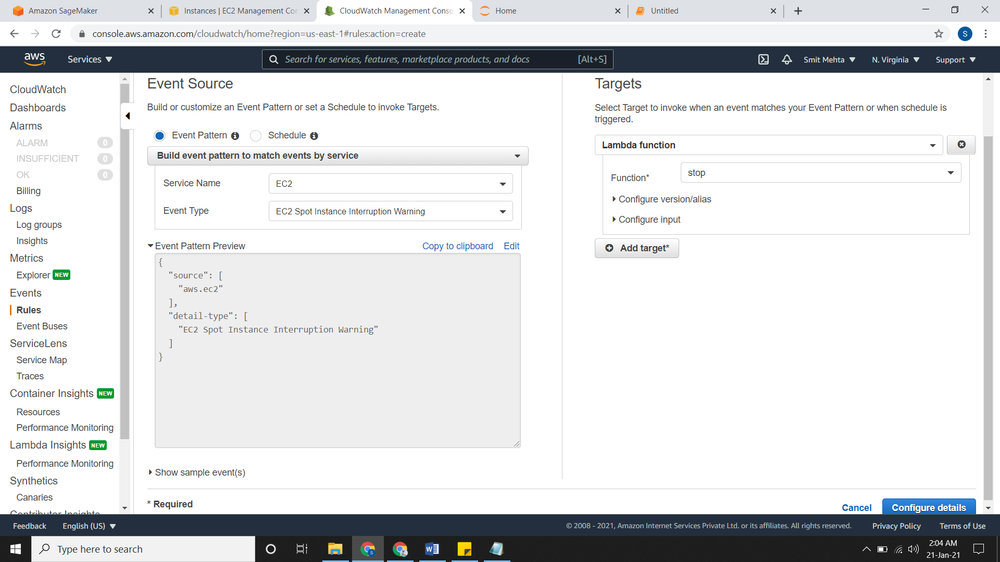 Amazon SageMaker
Instances | EC2 Management Con
CloudWatch Management Conso
Home
Untitled
console.aws.amazon.com/cloudwatch/home?region=us-east-1#rules:action=create
S
aws
Services
Search for services, features, marketplace products, and docs
[Alt+S]
Smit Mehta
N. Virginia
Support
CloudWatch
Dashboards
Alarms
ALARM 0
INSUFFICIENT 0
OK 0
Billing
Logs
Log groups
Insights
Metrics
Explorer NEW
Events
Rules
Event Buses
ServiceLens
Service Map
Traces
Container Insights NEW
Resources
Performance Monitoring
Lambda Insights NEW
Performance Monitoring
Synthetics
Canaries
Contributor Insights
Event Source
Build or customize an Event Pattern or set a Schedule to invoke Targets.
Event Pattern
Schedule
Build event pattern to match events by service
Service Name
EC2
Event Type
EC2 Spot Instance Interruption Warning
Event Pattern Preview
Copy to clipboard
Edit
{
"source": [
"aws.ec2"
],
"detail-type": [
"EC2 Spot Instance Interruption Warning"
]
}
Show sample event(s)
* Required
Targets
Select Target to invoke when an event matches your Event Pattern or when schedule is
triggered.
Lambda function
Function*
stop
Configure version/alias
Configure input
Add target*
Cancel
Configure details
Feedback
English (US)
© 2008 - 2021, Amazon Internet Services Private Ltd. or its affiliates. All rights reserved.
Privacy Policy
Terms of Use
Type here to search
2:04 AM
21-Jan-21